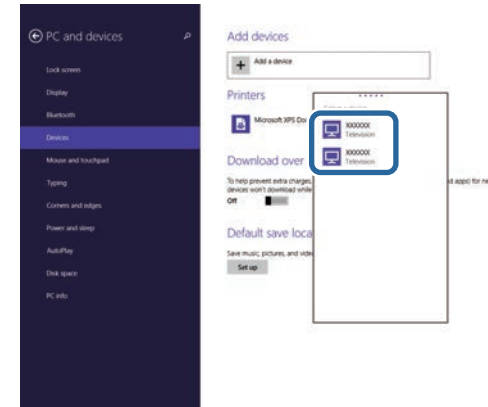 PC and devices
Lock screen
Display
Bluetooth
Devices
Mouse and touchpad
Typing
Corners and edges
Power and sleep
AutoPlay
Disk space
PC info
Add devices
Add a device
Printers
Microsoft XPS Do
XXXXXX
Television
XXXXXX
Television
Download over
To help prevent extra charges,
d apps) for ne
devices won't download while
Off
Default save loca
Save music, pictures, and vide
Set up